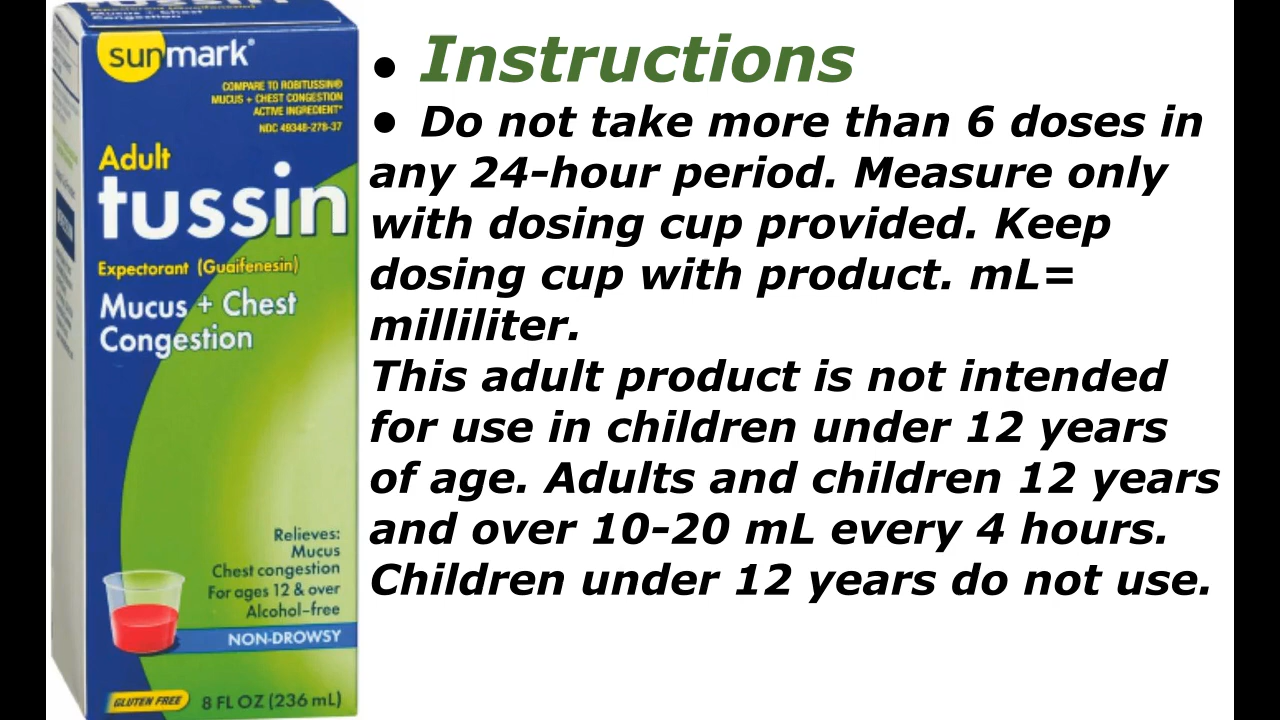 sunmark®
COMPARE TO ROBITUSSIN®
MUCUS + CHEST CONGESTION
ACTIVE INGREDIENT*
NDC 49348-278-37
Adult
tussin
Expectorant (Guaifenesin)
Mucus + Chest
Congestion
Relieves:
Mucus
Chest congestion
For ages 12 & over
Alcohol-free
NON-DROWSY
GLUTEN FREE
8 FL OZ (236 mL)
• Instructions
• Do not take more than 6 doses in
any 24-hour period. Measure only
with dosing cup provided. Keep
dosing cup with product. mL=
milliliter.
This adult product is not intended
for use in children under 12 years
of age. Adults and children 12 years
and over 10-20 mL every 4 hours.
Children under 12 years do not use.